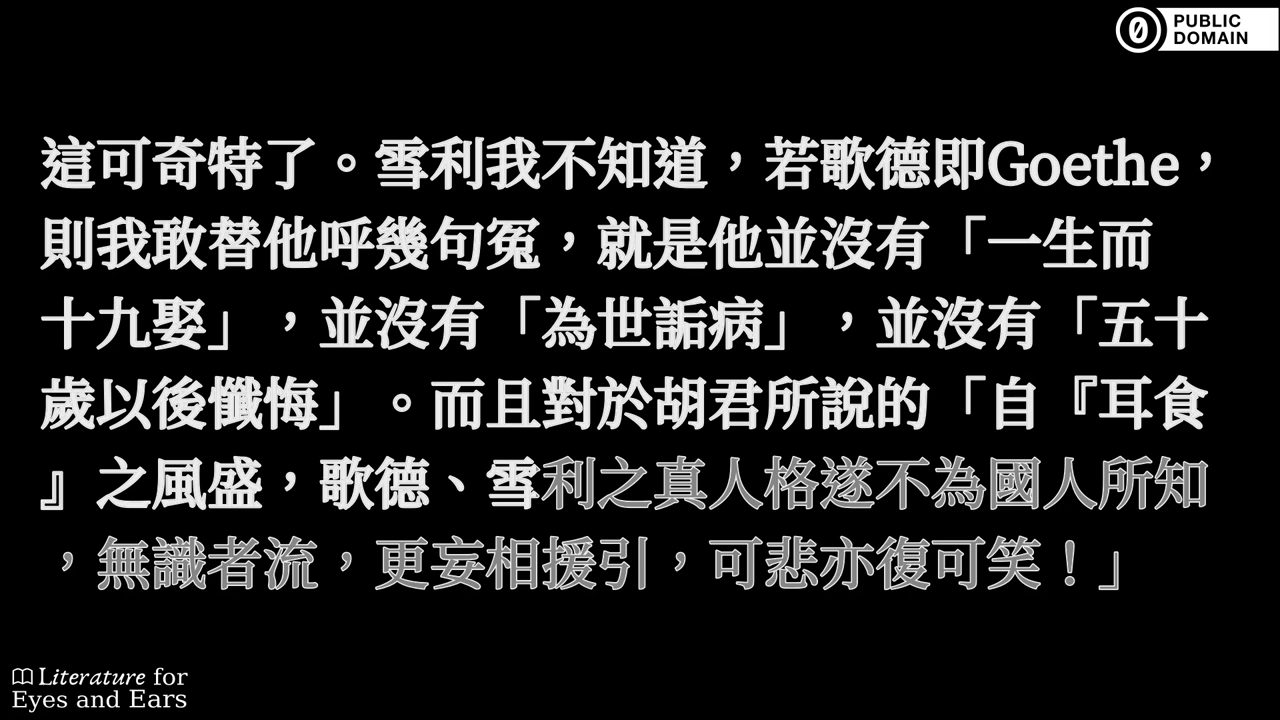 PUBLIC
DOMAIN
這可奇特了。雪利我不知道，若歌德即Goethe，
則我敢替他呼幾句冤，就是他並沒有「一生而
十九娶」，並沒有「為世詬病」，並沒有「五十
歲以後懺悔」。而且對於胡君所說的「自『耳食
』之風盛，歌德、雪利之真人格遂不為國人所知
，無識者流，更妄相援引，可悲亦復可笑！」
Literature for
Eyes and Ears